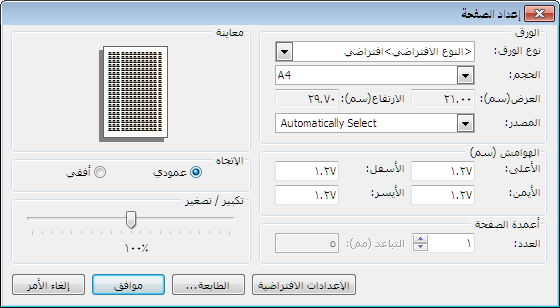 إعداد الصفحة
الورق
نوع الورق: <النوع الافتراضي>افتراضي
الحجم: A4
العرض(سم): ٢١.٠٠ الارتفاع(سم): ٢٩.٧٠
المصدر: Automatically Select
الهوامش (سم)
الأعلى: ١.٢٧ الأسفل: ١.٢٧
الأيمن: ١.٢٧ الأيسر: ١.٢٧
أعمدة الصفحة
العدد: ١ التباعد (مم): ٥
معاينة
الإتجاه
عمودي أفقي
تكبير / تصغير
١٠٠%
الإعدادات الافتراضية الطابعة... موافق إلغاء الأمر